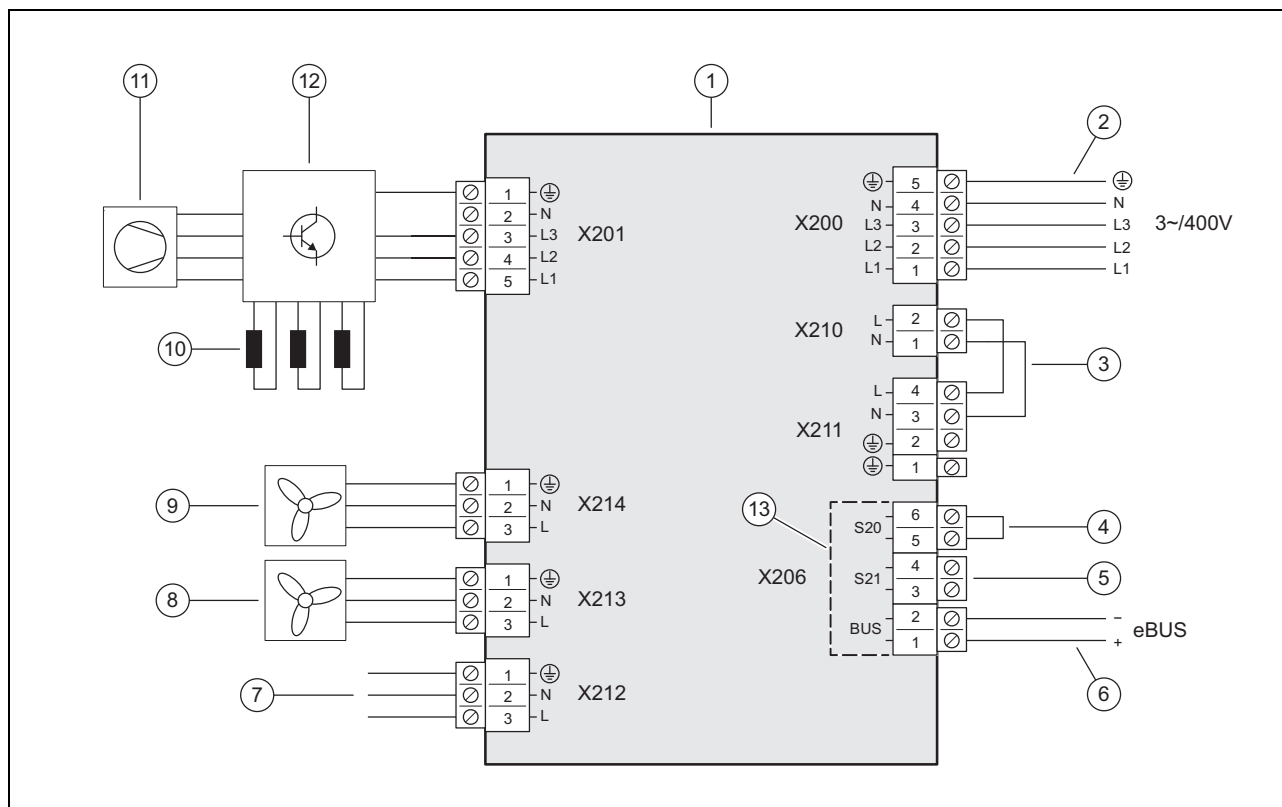 11
12
1
2
X201
1
2 N
3 L3
4 L2
5 L1
X200
5
N 4 N
L3 3 L3
L2 2 L2
L1 1 L1
3~/400V
10
X210
L 2
N 1
3
X211
L 4
N 3
2
1
9
1
2 N
3 L
X214
8
1
2 N
3 L
X213
7
1
2 N
3 L
X212
13
X206
S20 6
5
4
S21 4
3
5
BUS 2 −
1 +
eBUS
6